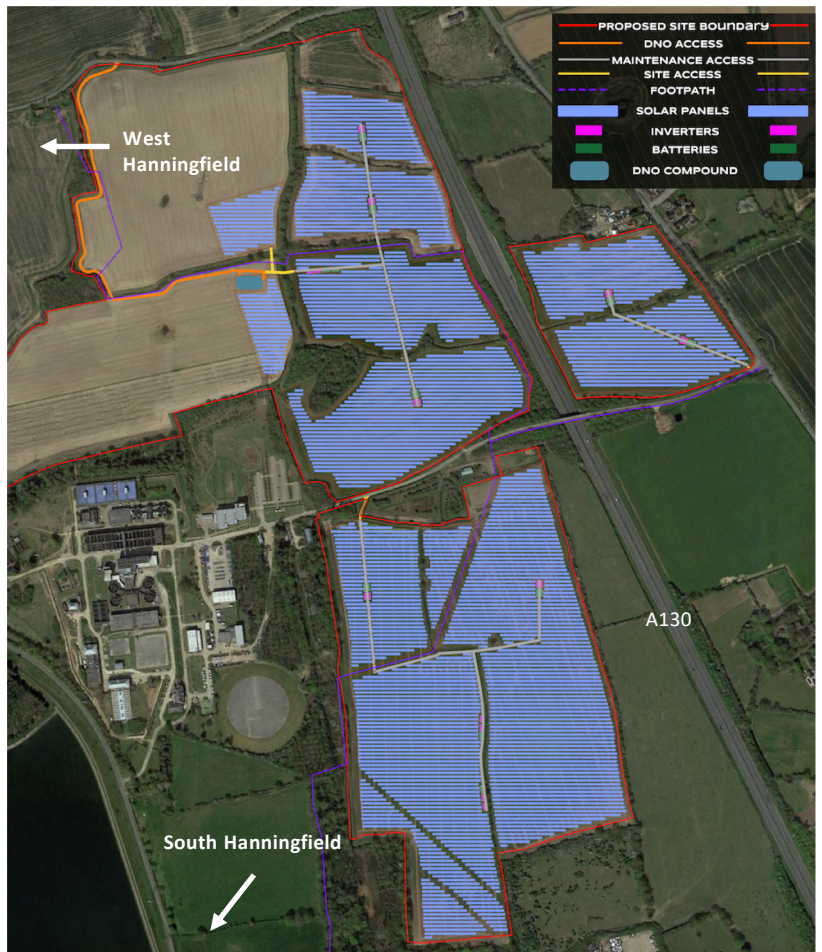 PROPOSED SITE BOUNDARY
DNO ACCESS
MAINTENANCE ACCESS
SITE ACCESS
FOOTPATH
SOLAR PANELS
INVERTERS
BATTERIES
DNO COMPOUND
West
Hanningfield
A130
South Hanningfield